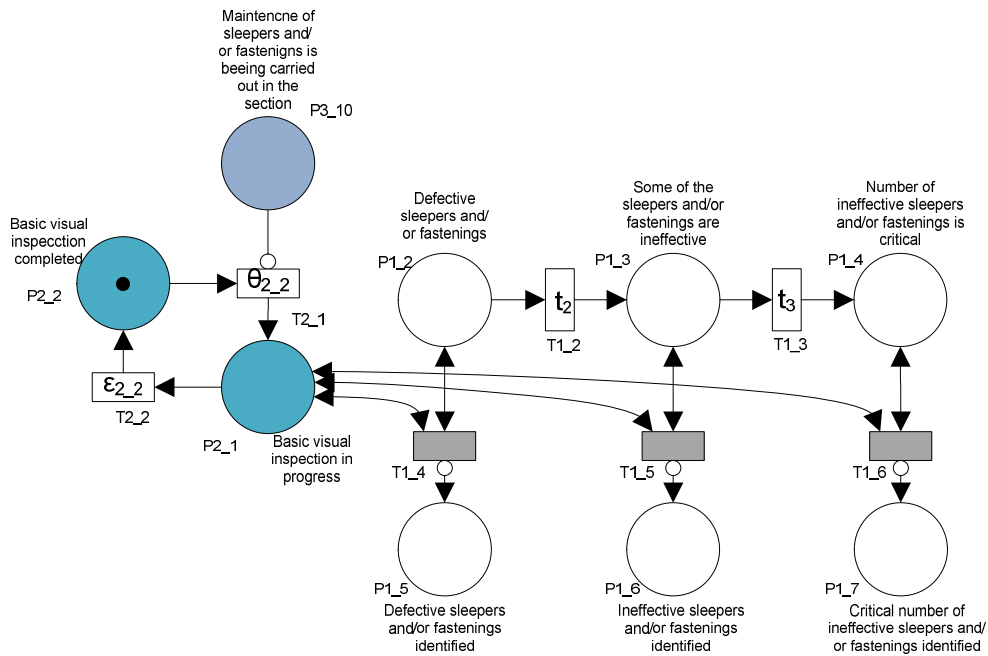 Maintencne of
sleepers and/
or fastenigns is
beeing carried
out in the
section
P3_10
Basic visual
inspecction
completed
P2_2
θ2_2
T2_1
ε2_2
T2_2
P2_1
Basic visual
inspection in
progress
Defective
sleepers and/
or fastenings
P1_2
t2
T1_2
Some of the
sleepers and/or
fastenings are
ineffective
P1_3
t3
T1_3
Number of
ineffective sleepers
and/or fastenings is
critical
P1_4
T1_4
T1_5
T1_6
P1_5
Defective sleepers
and/or fastenings
identified
P1_6
Ineffective sleepers
and/or fastenings
identified
P1_7
Critical number of
ineffective sleepers and/
or fastenings identified